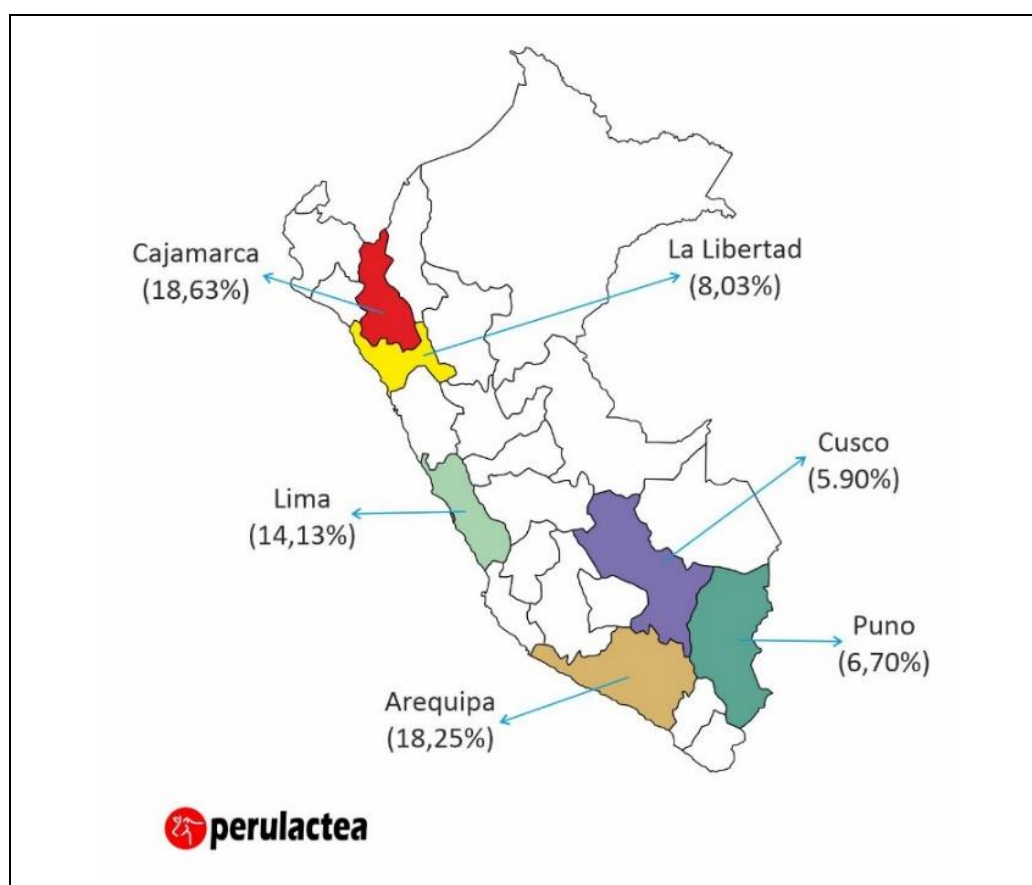 Cajamarca
(18,63%)
La Libertad
(8,03%)
Cusco
(5.90%)
Lima
(14,13%)
Puno
(6,70%)
Arequipa
(18,25%)
perulactea